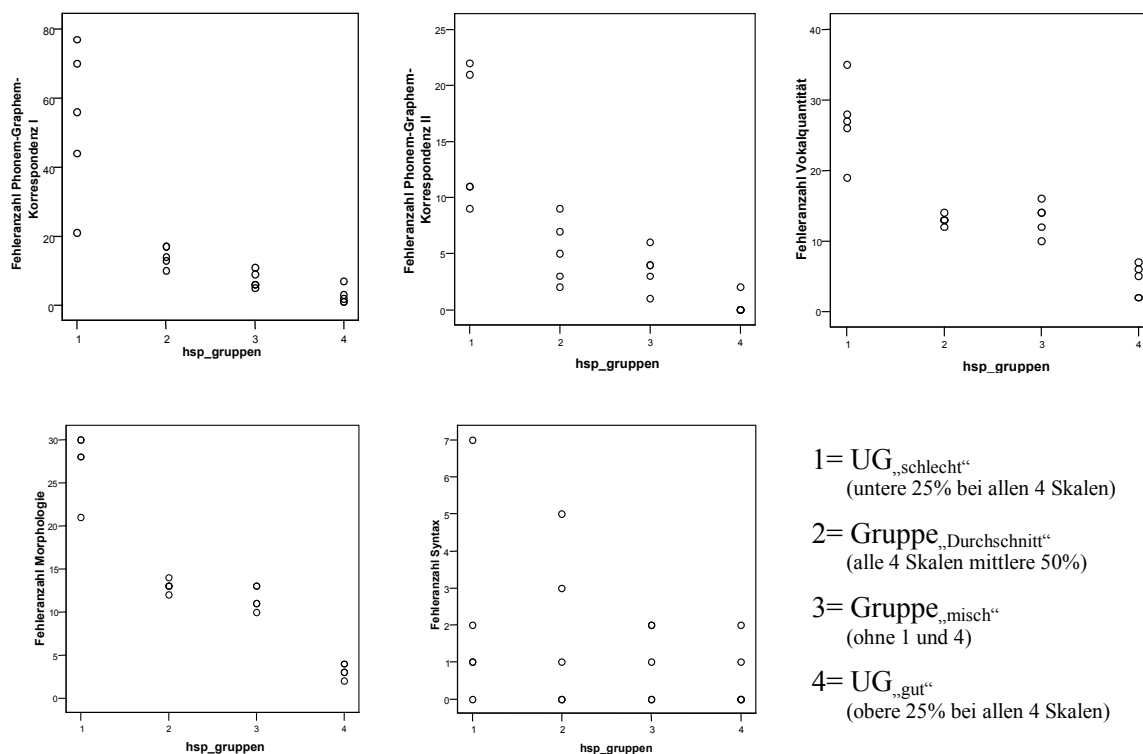 Fehleranzahl Phonem-Graphem-
Korrespondenz I
80
60
40
20
0
1 2 3 4
hsp_gruppen
Fehleranzahl Phonem-Graphem-
Korrespondenz II
25
20
15
10
5
0
1 2 3 4
hsp_gruppen
Fehleranzahl Vokalquantität
40
30
20
10
0
1 2 3 4
hsp_gruppen
Fehleranzahl Morphologie
30
25
20
15
10
5
0
1 2 3 4
hsp_gruppen
Fehleranzahl Syntax
7
6
5
4
3
2
1
0
1 2 3 4
hsp_gruppen
1= UG„schlecht“
(untere 25% bei allen 4 Skalen)
2= Gruppe„Durchschnitt“
(alle 4 Skalen mittlere 50%)
3= Gruppe„misch“
(ohne 1 und 4)
4= UG„gut“
(obere 25% bei allen 4 Skalen)